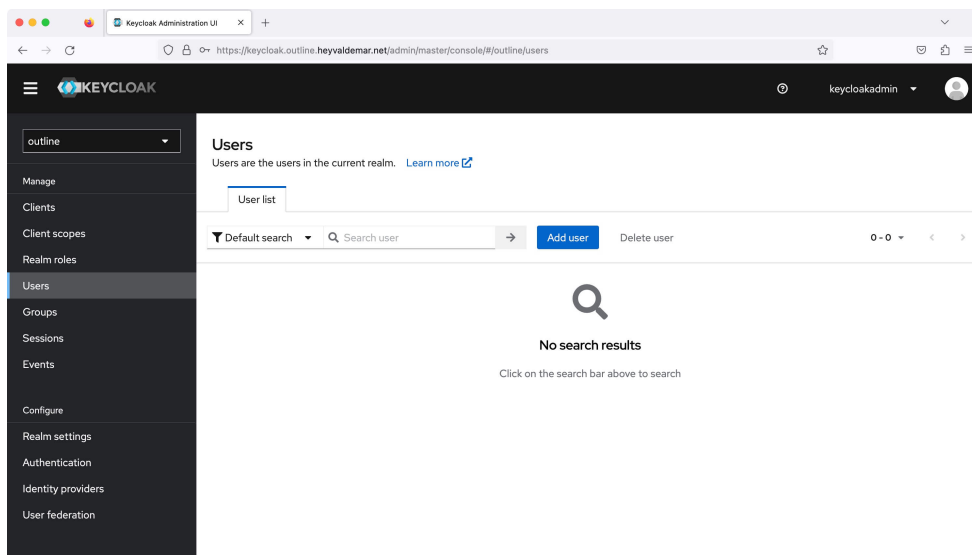 Keycloak Administration UI
https://keycloak.outline.heyvaldemar.net/admin/master/console/#/outline/users
KEYCLOAK
keycloakadmin
outline
Manage
Clients
Client scopes
Realm roles
Users
Groups
Sessions
Events
Configure
Realm settings
Authentication
Identity providers
User federation
Users
Users are the users in the current realm. Learn more
User list
Default search Search user Add user Delete user 0 - 0
No search results
Click on the search bar above to search